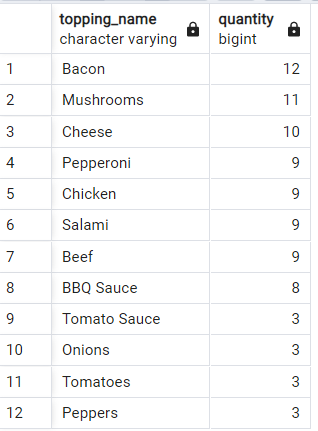 topping_name quantity
character varying bigint
1 Bacon 12
2 Mushrooms 11
3 Cheese 10
4 Pepperoni 9
5 Chicken 9
6 Salami 9
7 Beef 9
8 BBQ Sauce 8
9 Tomato Sauce 3
10 Onions 3
11 Tomatoes 3
12 Peppers 3